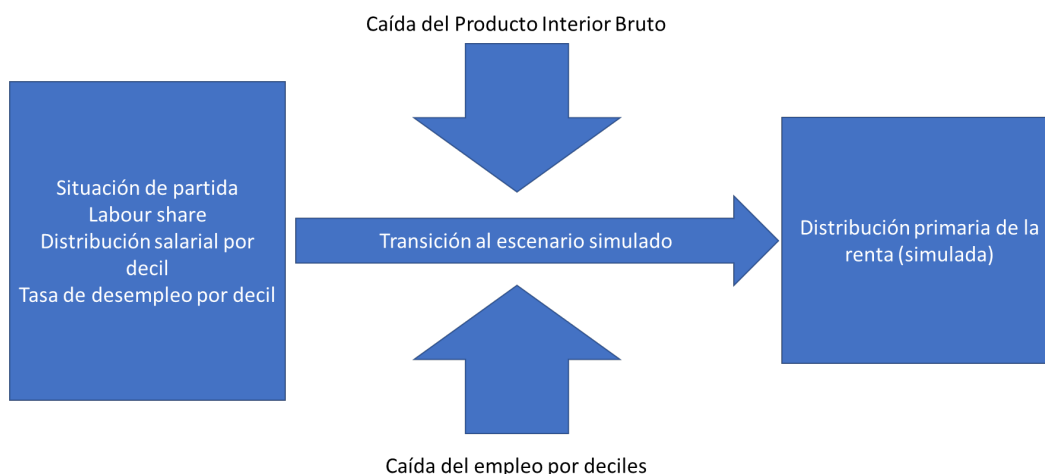 Caída del Producto Interior Bruto
Situación de partida
Labour share
Distribución salarial por
decil
Tasa de desempleo por decil
Transición al escenario simulado
Distribución primaria de la
renta (simulada)
Caída del empleo por deciles